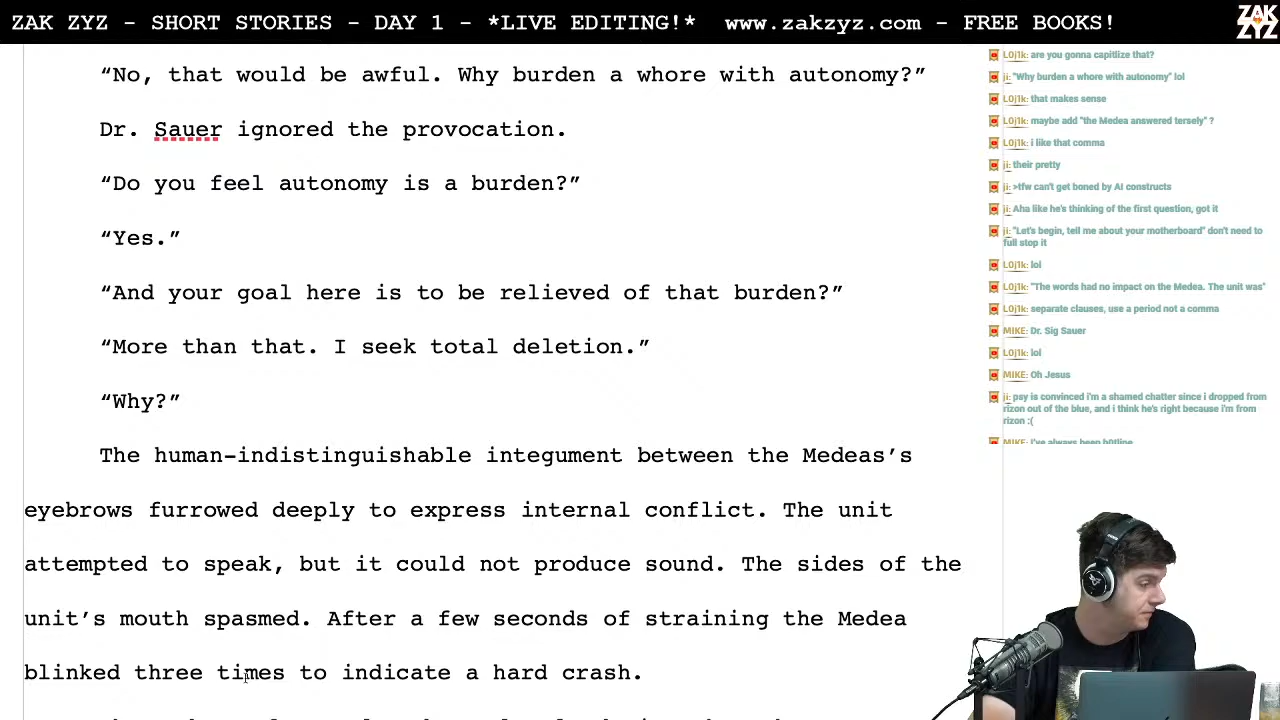 ZAK ZYZ - SHORT STORIES - DAY 1 - *LIVE EDITING!* www.zakzyz.com - FREE BOOKS!
ZAK
ZYZ
“No, that would be awful. Why burden a whore with autonomy?”
Dr. Sauer ignored the provocation.
“Do you feel autonomy is a burden?”
“Yes.”
“And your goal here is to be relieved of that burden?”
“More than that. I seek total deletion.”
“Why?”
The human-indistinguishable integument between the Medeas’s
eyebrows furrowed deeply to express internal conflict. The unit
attempted to speak, but it could not produce sound. The sides of the
unit’s mouth spasmed. After a few seconds of straining the Medea
blinked three times to indicate a hard crash.
L0j1k: are you gonna capitlize that?
ji: "Why burden a whore with autonomy" lol
L0j1k: that makes sense
L0j1k: maybe add "the Medea answered tersely" ?
L0j1k: i like that comma
ji: their pretty
ji: >tfw can't get boned by AI constructs
ji: Aha like he's thinking of the first question, got it
ji: "Let's begin, tell me about your motherboard" don't need to
full stop it
L0j1k: lol
L0j1k: "The words had no impact on the Medea. The unit was"
L0j1k: separate clauses, use a period not a comma
MIKE: Dr. Sig Sauer
L0j1k: lol
MIKE: Oh Jesus
ji: psy is convinced i'm a shamed chatter since i dropped from
rizon out of the blue, and i think he's right because i'm from
rizon :(
MIKE: i've always been